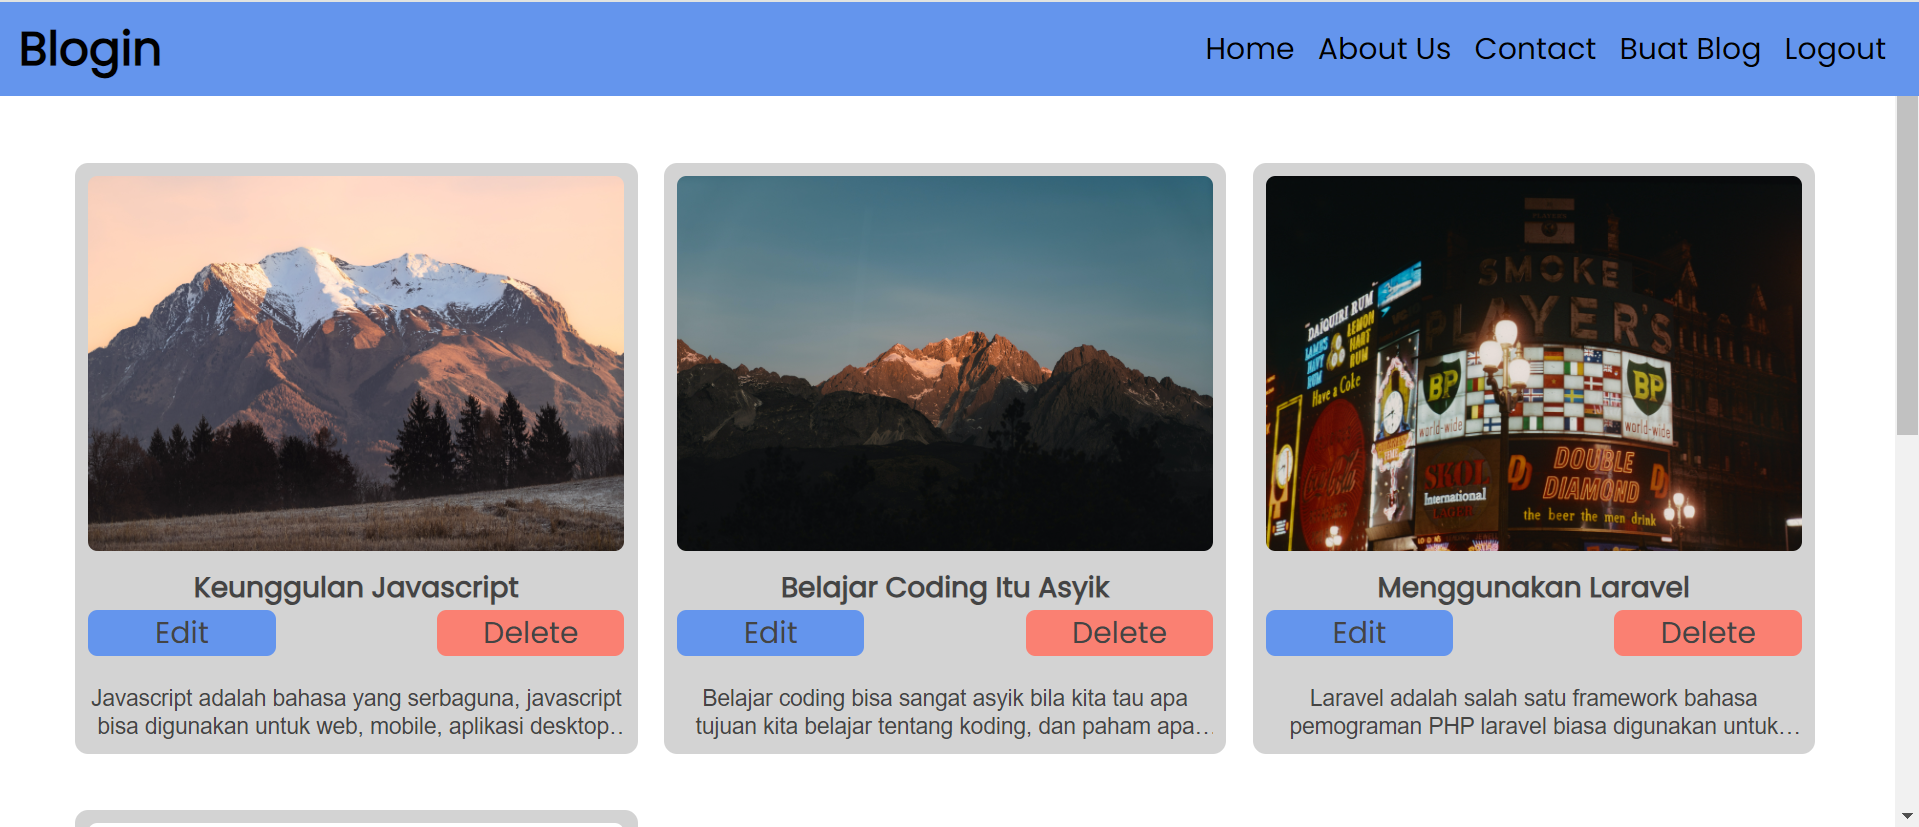 Blogin
Home About Us Contact Buat Blog Logout
PLAYER'S
SMOKE
PLAYER'S
DAIQUIRI RUM
LAMBS NAVY RUM
LEMON HART RUM
Have a Coke
BP
world-wide
BP
world-wide
SKOL
International
LAGER
DOUBLE
DIAMOND
the beer the men drink
Keunggulan Javascript
Edit Delete
Javascript adalah bahasa yang serbaguna, javascript
bisa digunakan untuk web, mobile, aplikasi desktop..
Belajar Coding Itu Asyik
Edit Delete
Belajar coding bisa sangat asyik bila kita tau apa
tujuan kita belajar tentang koding, dan paham apa...
Menggunakan Laravel
Edit Delete
Laravel adalah salah satu framework bahasa
pemograman PHP laravel biasa digunakan untuk...